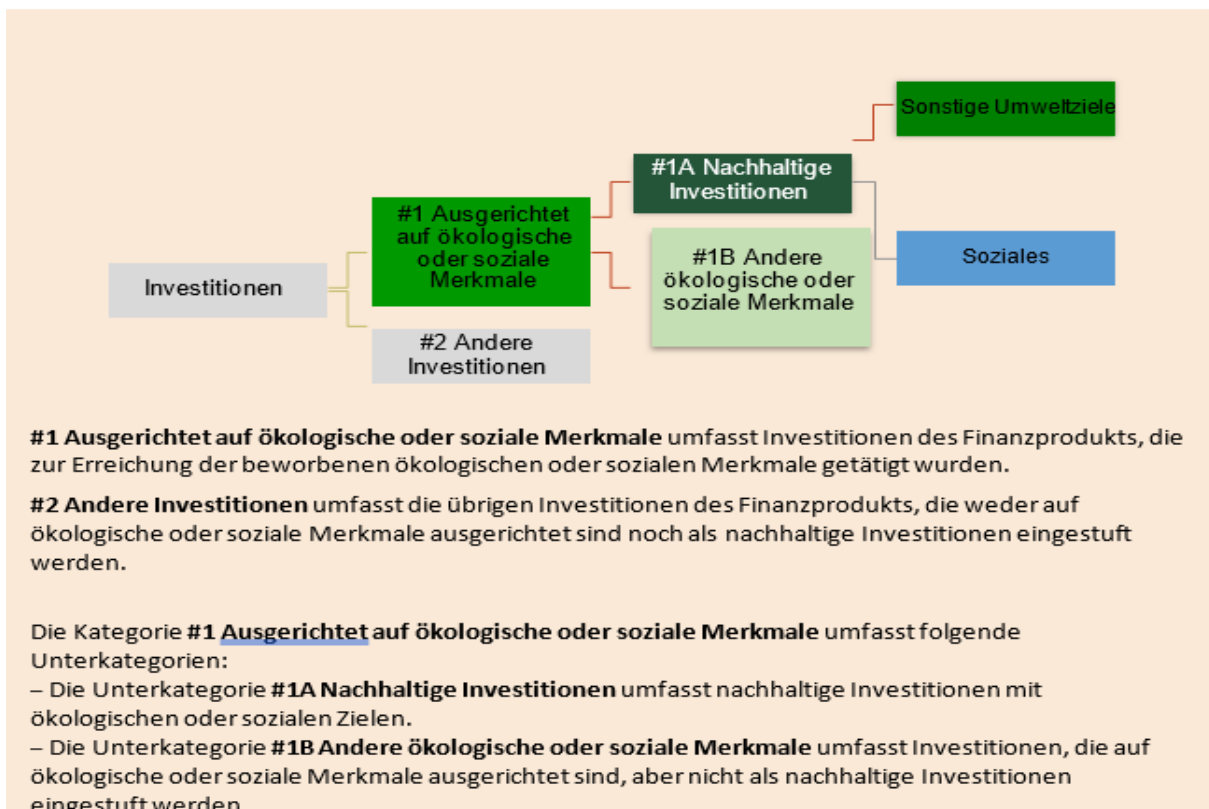 Sonstige Umweltziele
#1A Nachhaltige
Investitionen
#1 Ausgerichtet
auf ökologische
oder soziale
Merkmale
#1B Andere
ökologische oder
soziale Merkmale
Soziales
Investitionen
#2 Andere
Investitionen
#1 Ausgerichtet auf ökologische oder soziale Merkmale umfasst Investitionen des Finanzprodukts, die
zur Erreichung der beworbenen ökologischen oder sozialen Merkmale getätigt wurden.
#2 Andere Investitionen umfasst die übrigen Investitionen des Finanzprodukts, die weder auf
ökologische oder soziale Merkmale ausgerichtet sind noch als nachhaltige Investitionen eingestuft
werden.
Die Kategorie #1 Ausgerichtet auf ökologische oder soziale Merkmale umfasst folgende
Unterkategorien:
– Die Unterkategorie #1A Nachhaltige Investitionen umfasst nachhaltige Investitionen mit
ökologischen oder sozialen Zielen.
– Die Unterkategorie #1B Andere ökologische oder soziale Merkmale umfasst Investitionen, die auf
ökologische oder soziale Merkmale ausgerichtet sind, aber nicht als nachhaltige Investitionen
eingestuft werden